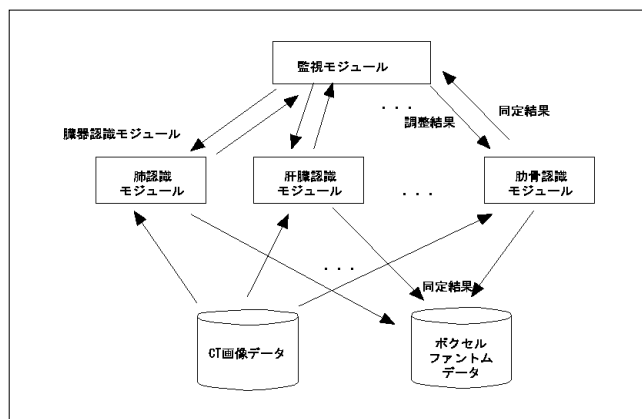 監視モジュール
・・・
同定結果
調整結果
臓器認識モジュール
肺認識
モジュール
肝臓認識
モジュール
・・・
肋骨認識
モジュール
・・・
同定結果
CT画像データ
ボクセル
ファントム
データ